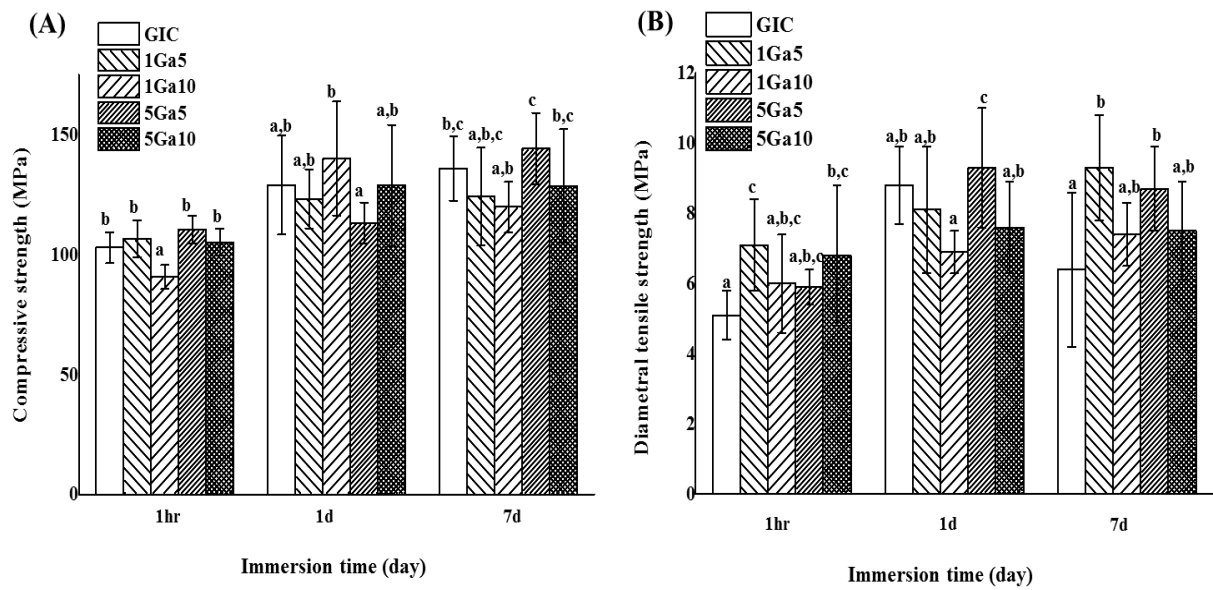 (A)
GIC
1Ga5
1Ga10
5Ga5
5Ga10
Compressive strength (MPa)
150
100
50
0
b
b
a
b
b
a,b
a,b
b
a
a,b
b,c
a,b,c
a,b
c
b,c
1hr
1d
7d
Immersion time (day)
(B)
GIC
1Ga5
1Ga10
5Ga5
5Ga10
Diametral tensile strength (MPa)
12
10
8
6
4
2
0
a
c
a,b,c
a,b,c
b,c
a,b
a,b
a
c
a,b
a
b
a,b
b
a,b
1hr
1d
7d
Immersion time (day)